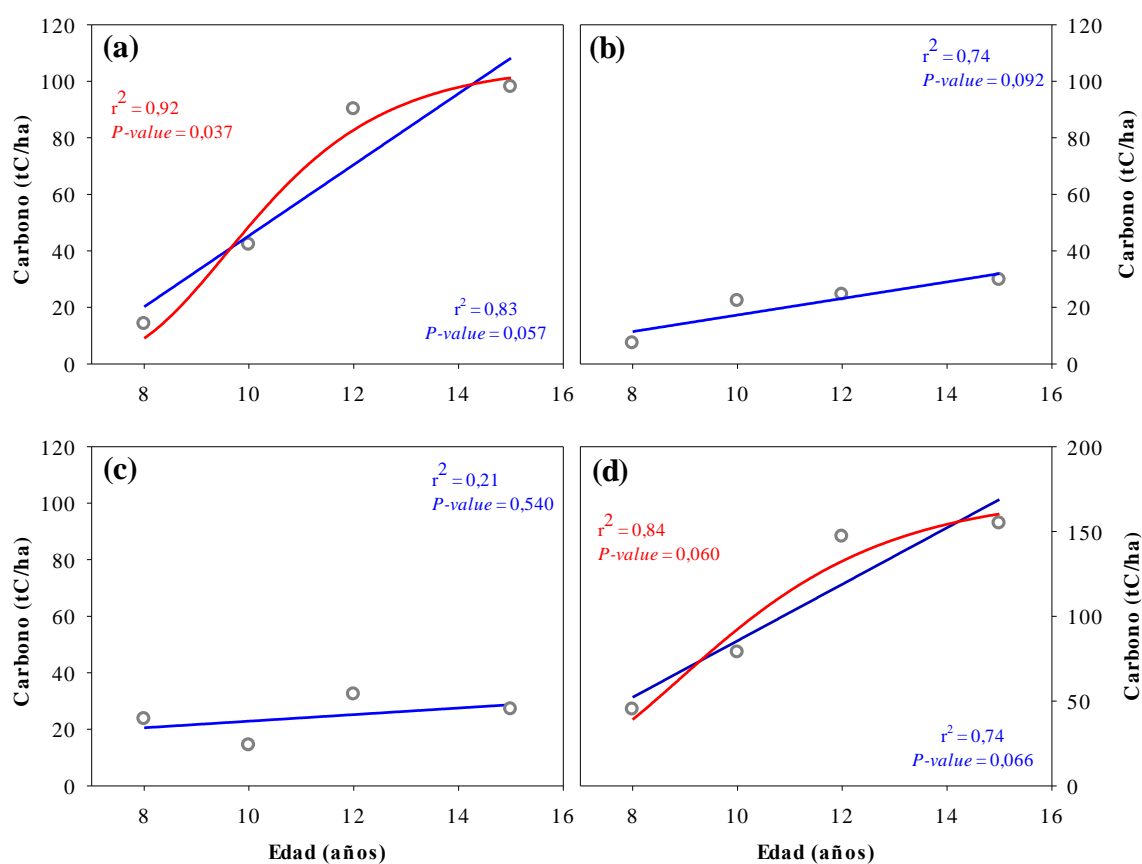 (a)
r2 = 0,92
P-value = 0,037
r2 = 0,83
P-value = 0,057
Carbono (tC/ha)
120
100
80
60
40
20
0
8
10
12
14
16
(b)
r2 = 0,74
P-value = 0,092
120
100
80
60
40
20
0
Carbono (tC/ha)
8
10
12
14
16
(c)
r2 = 0,21
P-value = 0,540
Carbono (tC/ha)
120
100
80
60
40
20
0
8
10
12
14
16
Edad (años)
(d)
r2 = 0,84
P-value = 0,060
r2 = 0,74
P-value = 0,066
200
150
100
50
0
Carbono (tC/ha)
8
10
12
14
16
Edad (años)